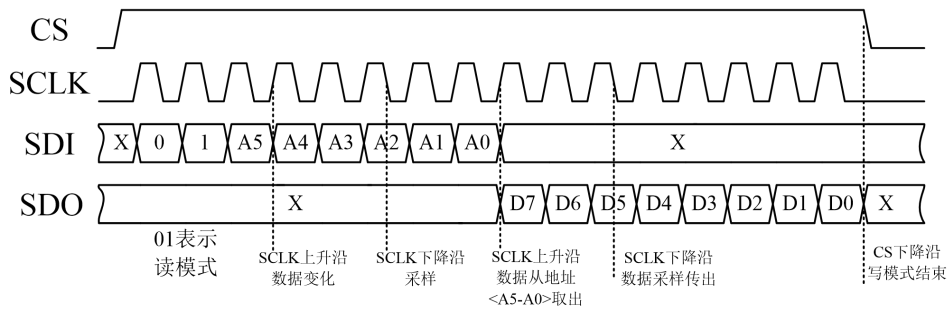 CS
SCLK
SDI X 0 1 A5 A4 A3 A2 A1 A0 X
SDO X D7 D6 D5 D4 D3 D2 D1 D0 X
01表示
读模式
SCLK上升沿
数据变化
SCLK下降沿
采样
SCLK上升沿
数据从地址
<A5-A0>取出
SCLK下降沿
数据采样传出
CS下降沿
写模式结束